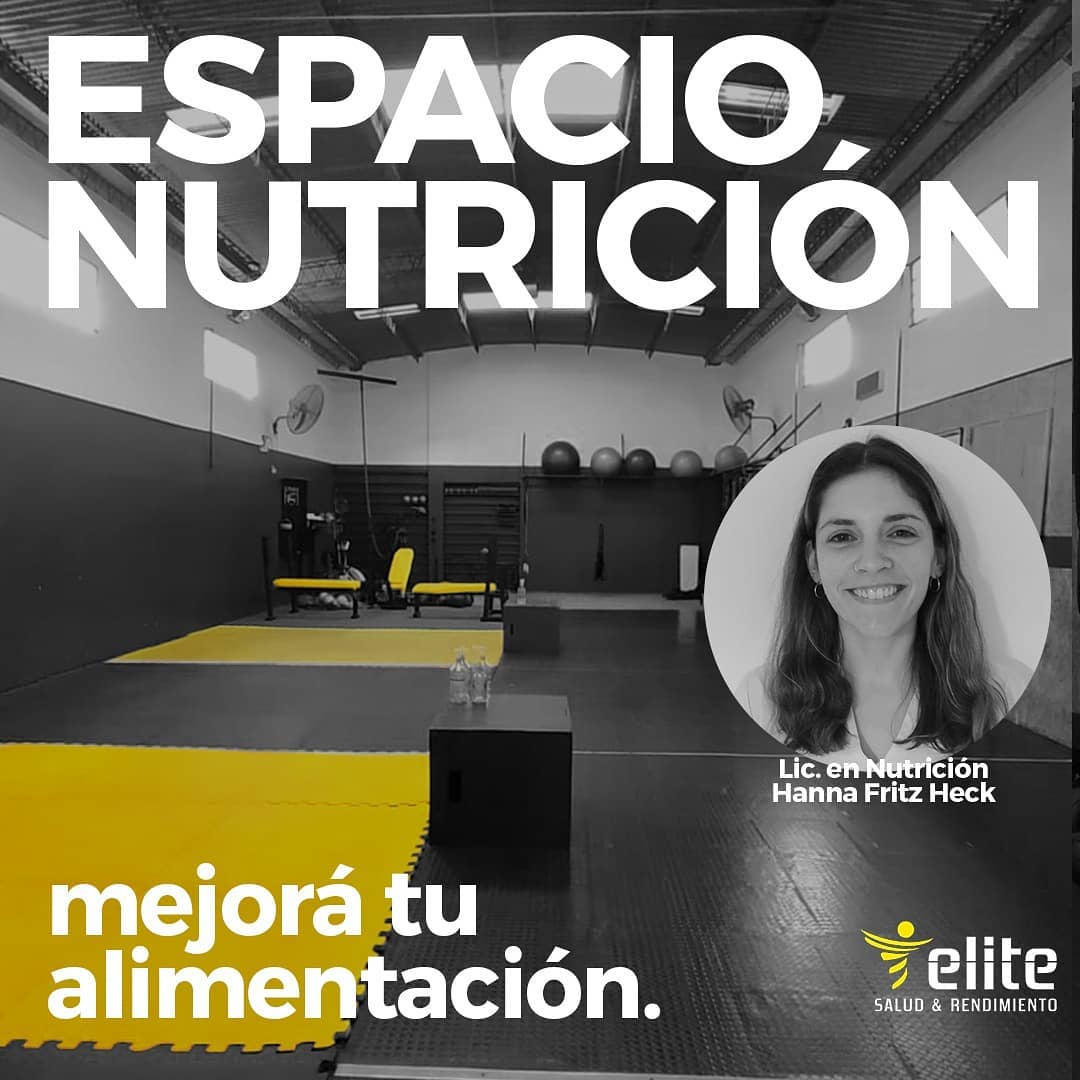 ESPACIO
NUTRICIÓN
Lic. en Nutrición
Hanna Fritz Heck
mejorá tu
alimentación.
elite
SALUD & RENDIMIENTO